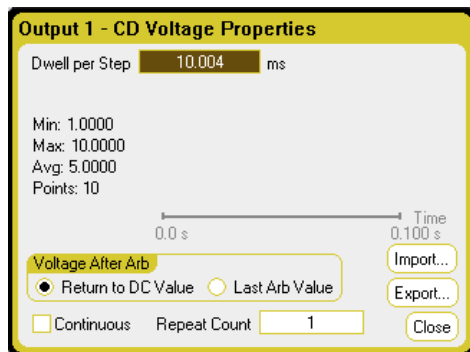 Output 1 - CD Voltage Properties
Dwell per Step 10.004 ms
Min: 1.0000
Max: 10.0000
Avg: 5.0000
Points: 10
Time
0.0 s 0.100 s
Voltage After Arb
Return to DC Value Last Arb Value
Import...
Export...
Continuous Repeat Count 1
Close